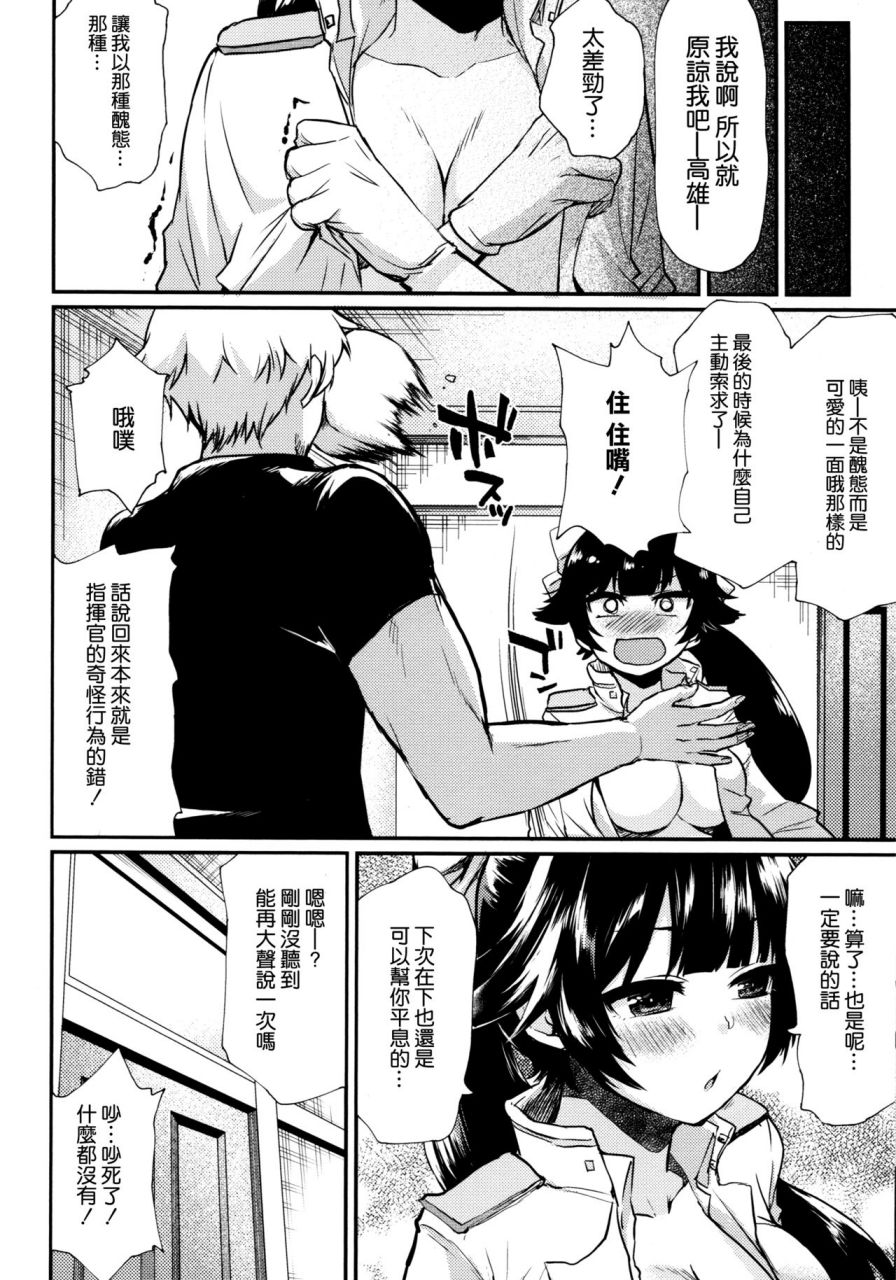 我說啊 所以就
原諒我吧—高雄—
太差勁了…
讓我以那種醜態…
那種…
咦—不是醜態而是
可愛的一面哦那樣的
最後的時候為什麼自己
主動索求了—
住 住嘴！
哦噗
ボスッ
話說回來本來就是
指揮官的奇怪行為的錯！
嘛…算了…也是呢…
一定要說的話
下次在下也還是
可以幫你平息的…
嗯嗯—？
剛剛沒聽到
能再大聲說一次嗎
吵…吵死了！
什麼都沒有！